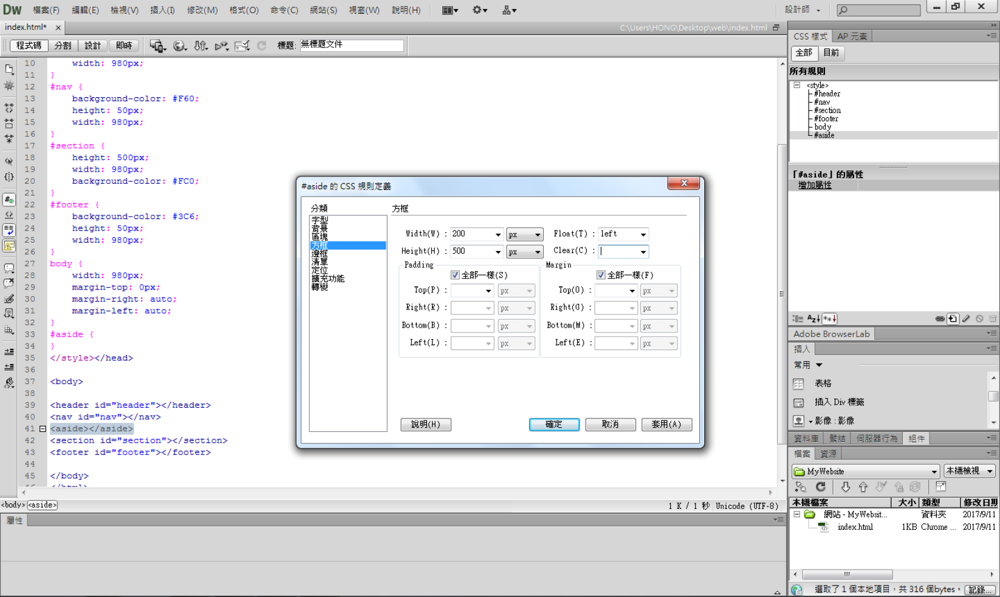 Dw 檔案(F) 編輯(E) 檢視(V) 插入(I) 修改(M) 格式(O) 命令(C) 網站(S) 視窗(W) 說明(H) 設計師
index.html* C:\Users\HONG\Desktop\web\index.html
程式碼 分割 設計 即時 標題: 無標題文件
10 width: 980px;
11 }
12 #nav {
13 background-color: #F60;
14 height: 50px;
15 width: 980px;
16 }
17 #section {
18 height: 500px;
19 width: 980px;
20 background-color: #FC0;
21 }
22 #footer {
23 background-color: #3C6;
24 height: 50px;
25 width: 980px;
26 }
27 body {
28 width: 980px;
29 margin-top: 0px;
30 margin-right: auto;
31 margin-left: auto;
32 }
33 #aside {
34 }
35 </style></head>
36
37 <body>
38
39 <header id="header"></header>
40 <nav id="nav"></nav>
41 <aside></aside>
42 <section id="section"></section>
43 <footer id="footer"></footer>
44
45 </body>
<body> <aside> 1 K / 1 秒 Unicode (UTF-8)
屬性
#aside 的 CSS 規則定義
分類
字型
背景
區塊
方框
邊框
清單
定位
擴充功能
轉變
方框
Width(W) : 200 px Float(T) : left
Height(H) : 500 px Clear(C) :
Padding
全部一樣(S)
Top(P) : px
Right(R) : px
Bottom(B) : px
Left(L) : px
Margin
全部一樣(F)
Top(O) : px
Right(G) : px
Bottom(M) : px
Left(E) : px
說明(H) 確定 取消 套用(A)
CSS 樣式 AP 元素
全部 目前
所有規則
<style>
#header
#nav
#section
#footer
body
#aside
「#aside」的屬性
增加屬性
Adobe BrowserLab
插入
常用
表格
插入 Div 標籤
影像 : 影像
資料庫 繫結 伺服器行為 組件
檔案 資源
MyWebsite 本機檢視
本機檔案 大小 類型 修改日期
網站 - MyWebsit... 資料夾 2017/9/11
index.html 1KB Chrome ... 2017/9/11
選取了 1 個本地項目，共 316 個bytes。 記錄...